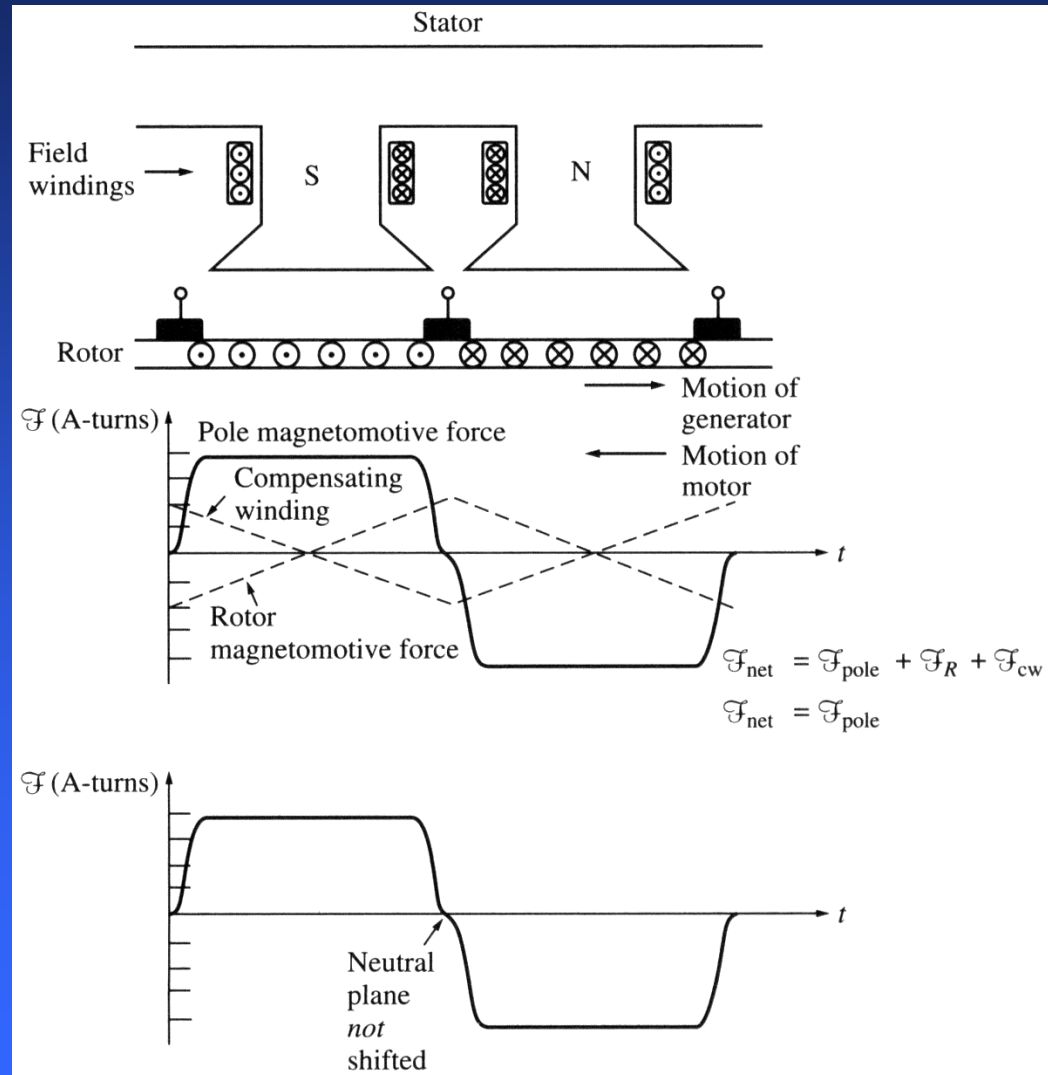 Stator
Field
windings
S
N
Rotor
Motion of
generator
Motion of
motor
ℱ (A-turns)
Pole magnetomotive force
Compensating
winding
t
Rotor
magnetomotive force
ℱnet = ℱpole + ℱR + ℱcw
ℱnet = ℱpole
ℱ (A-turns)
t
Neutral
plane
not
shifted